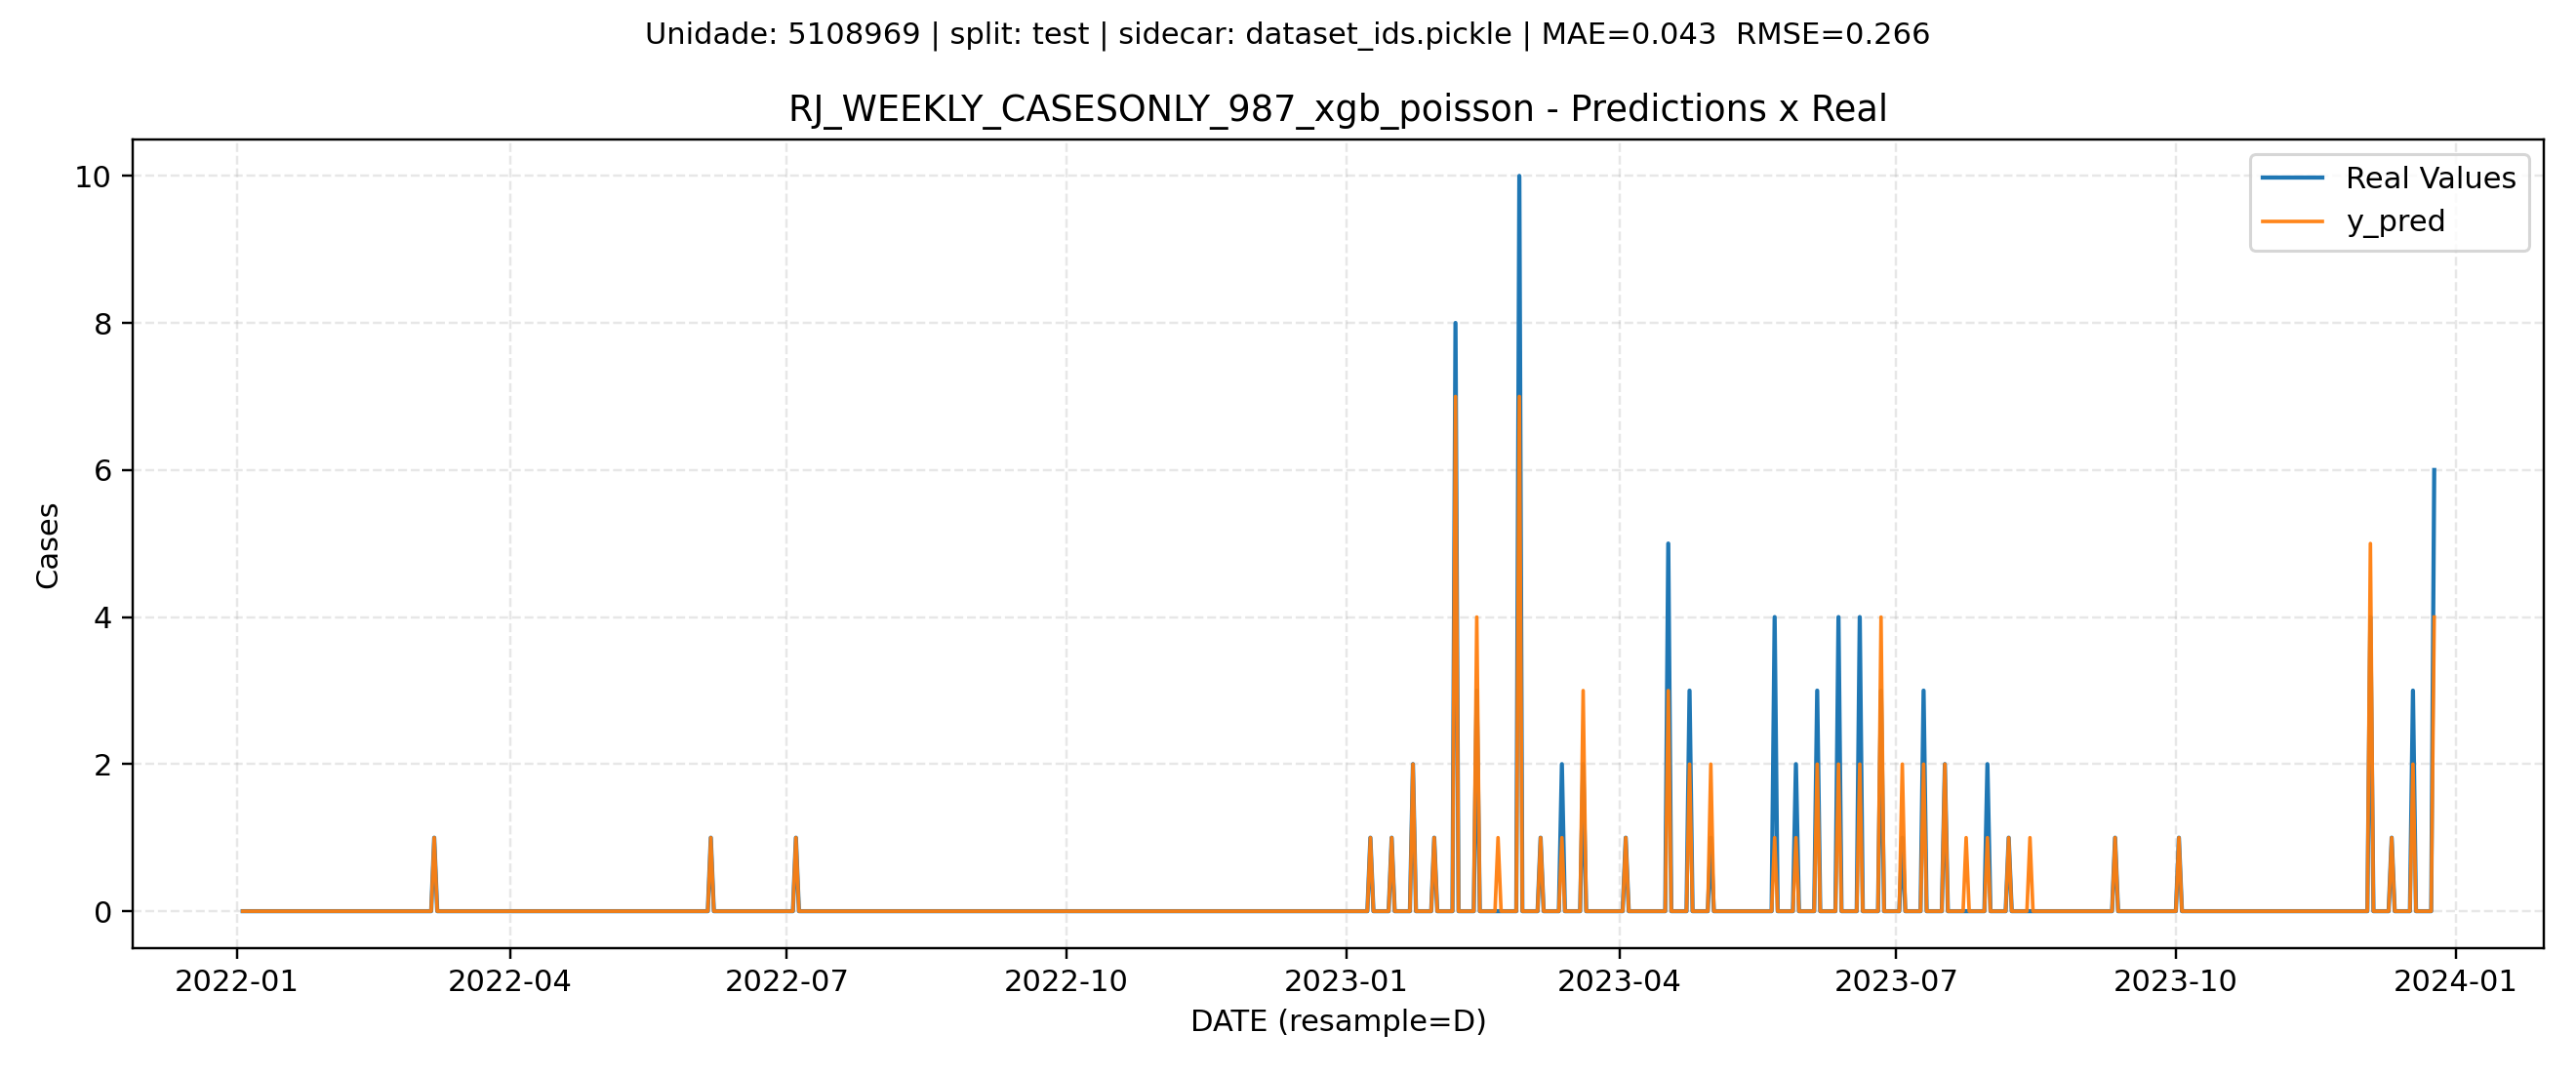 Unidade: 5108969 | split: test | sidecar: dataset_ids.pickle | MAE=0.043  RMSE=0.266
RJ_WEEKLY_CASESONLY_987_xgb_poisson - Predictions x Real
Real Values
y_pred
Cases
10
8
6
4
2
0
2022-01
2022-04
2022-07
2022-10
2023-01
2023-04
2023-07
2023-10
2024-01
DATE (resample=D)